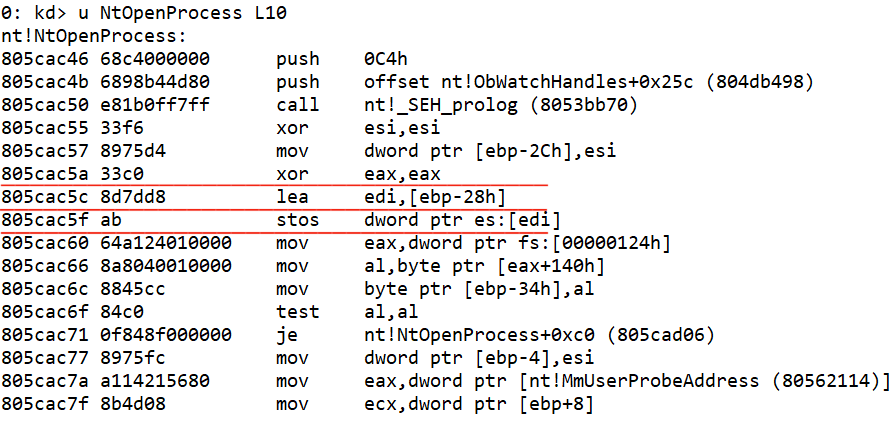 0: kd> u NtOpenProcess L10
nt!NtOpenProcess:
805cac46 68c4000000 push 0C4h
805cac4b 6898b44d80 push offset nt!ObWatchHandles+0x25c (804db498)
805cac50 e81b0ff7ff call nt!_SEH_prolog (8053bb70)
805cac55 33f6 xor esi,esi
805cac57 8975d4 mov dword ptr [ebp-2Ch],esi
805cac5a 33c0 xor eax,eax
805cac5c 8d7dd8 lea edi,[ebp-28h]
805cac5f ab stos dword ptr es:[edi]
805cac60 64a124010000 mov eax,dword ptr fs:[00000124h]
805cac66 8a8040010000 mov al,byte ptr [eax+140h]
805cac6c 8845cc mov byte ptr [ebp-34h],al
805cac6f 84c0 test al,al
805cac71 0f848f000000 je nt!NtOpenProcess+0xc0 (805cad06)
805cac77 8975fc mov dword ptr [ebp-4],esi
805cac7a a114215680 mov eax,dword ptr [nt!MmUserProbeAddress (80562114)]
805cac7f 8b4d08 mov ecx,dword ptr [ebp+8]